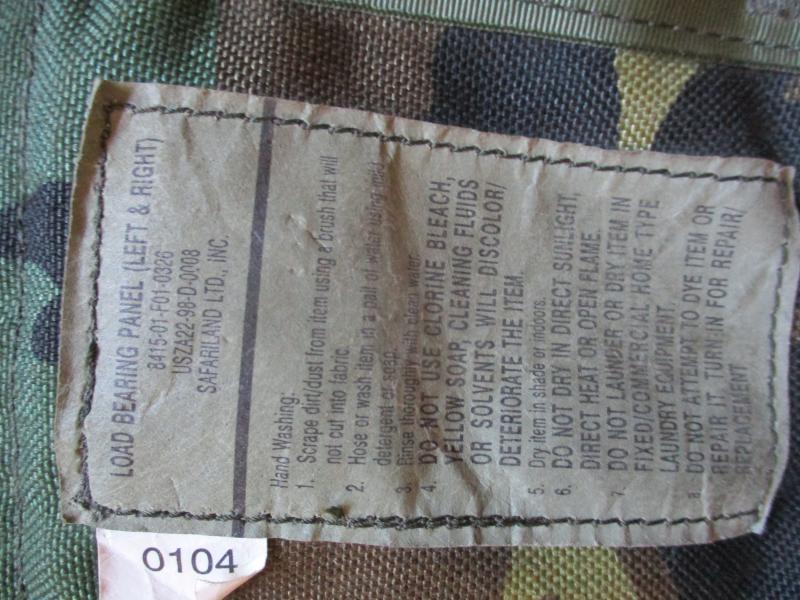 LOAD BEARING PANEL (LEFT & RIGHT)
8415-01-F01-0326
USZA22-98-D-0008
SAFARILAND LTD., INC.
Hand Washing:
1. Scrape dirt/dust from item using a brush that will
not cut into fabric.
2. Hose or wash item in a pail of water using mild
detergent or soap.
3. Rinse thoroughly with clean water.
4. DO NOT USE CLORINE BLEACH,
YELLOW SOAP, CLEANING FLUIDS
OR SOLVENTS WILL DISCOLOR/
DETERIORATE THE ITEM.
5. Dry item in shade or indoors.
6. DO NOT DRY IN DIRECT SUNLIGHT,
DIRECT HEAT OR OPEN FLAME.
7. DO NOT LAUNDER OR DRY ITEM IN
FIXED/COMMERCIAL HOME TYPE
LAUNDRY EQUIPMENT.
8. DO NOT ATTEMPT TO DYE ITEM OR
REPAIR IT. TURN IN FOR REPAIR/
REPLACEMENT
0104